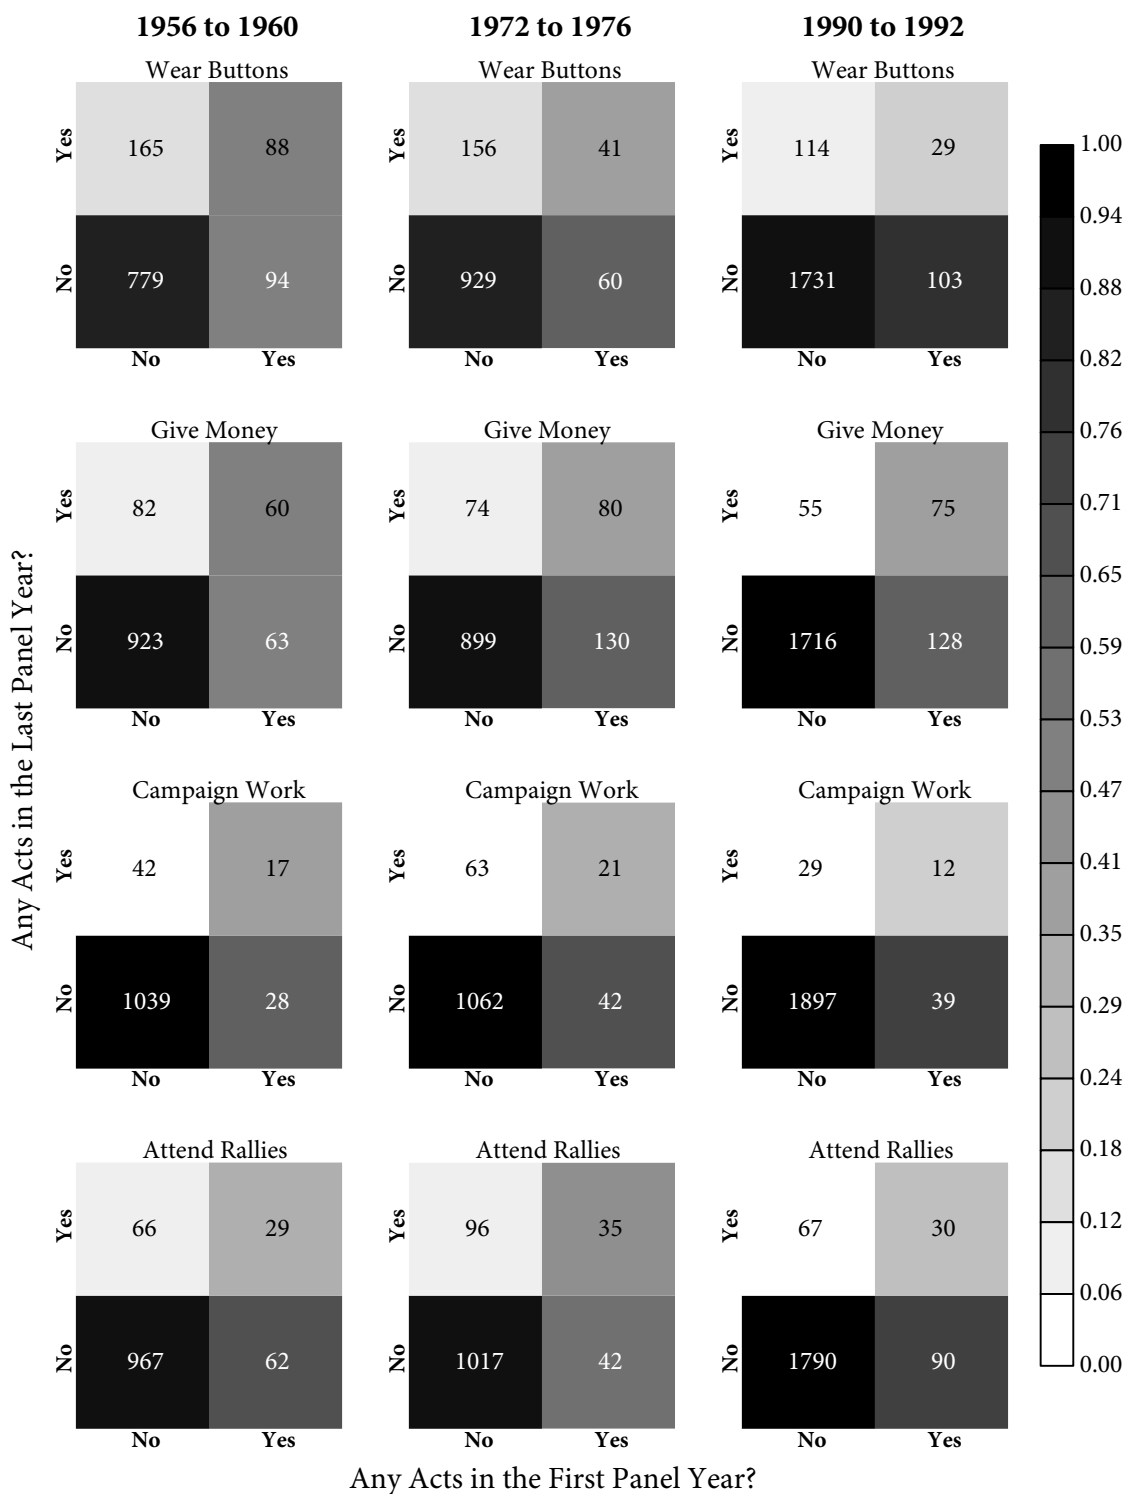 1956 to 1960 1972 to 1976 1990 to 1992
Wear Buttons Wear Buttons Wear Buttons
Yes 165 88 Yes 156 41 Yes 114 29
No 779 94 No 929 60 No 1731 103
No Yes No Yes No Yes
Give Money Give Money Give Money
Yes 82 60 Yes 74 80 Yes 55 75
No 923 63 No 899 130 No 1716 128
No Yes No Yes No Yes
Campaign Work Campaign Work Campaign Work
Yes 42 17 Yes 63 21 Yes 29 12
No 1039 28 No 1062 42 No 1897 39
No Yes No Yes No Yes
Attend Rallies Attend Rallies Attend Rallies
Yes 66 29 Yes 96 35 Yes 67 30
No 967 62 No 1017 42 No 1790 90
No Yes No Yes No Yes
Any Acts in the Last Panel Year?
Any Acts in the First Panel Year?
1.00
0.94
0.88
0.82
0.76
0.71
0.65
0.59
0.53
0.47
0.41
0.35
0.29
0.24
0.18
0.12
0.06
0.00